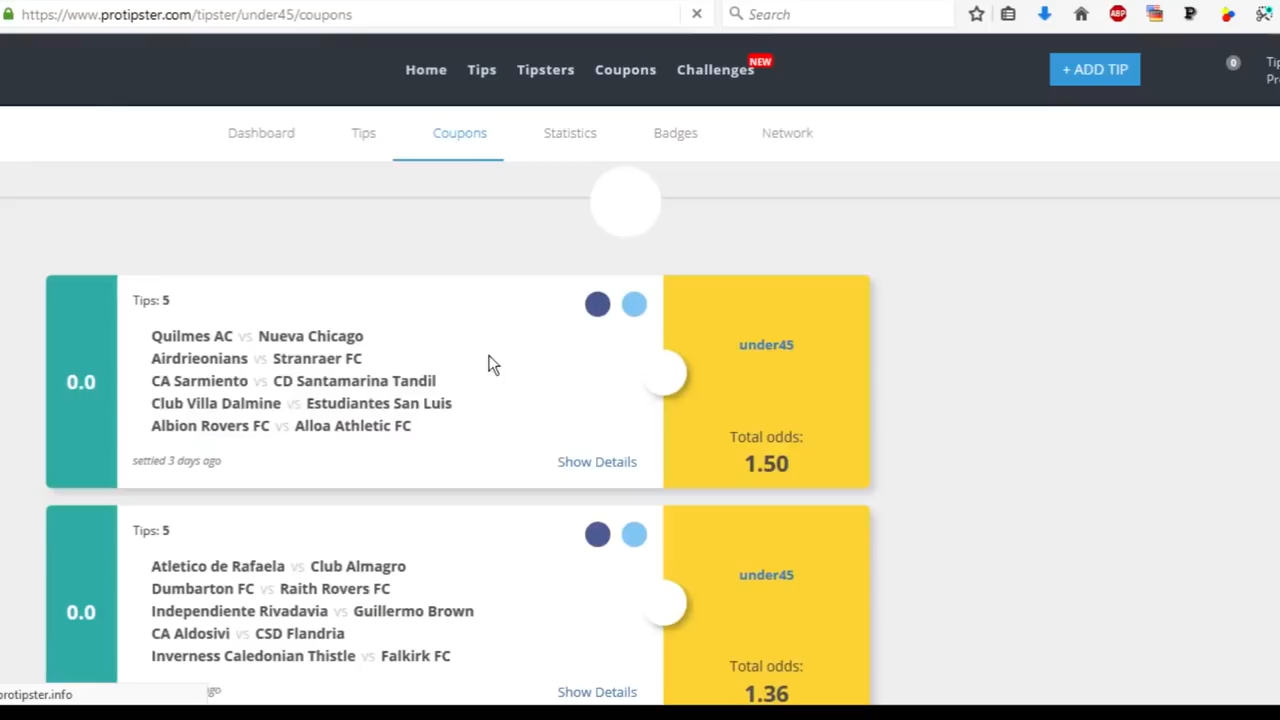 https://www.protipster.com/tipster/under45/coupons
Search
ABP
Home Tips Tipsters Coupons Challenges NEW
+ ADD TIP
0
Dashboard Tips Coupons Statistics Badges Network
Tips: 5
Quilmes AC vs Nueva Chicago
Airdrieonians vs Stranraer FC
CA Sarmiento vs CD Santamarina Tandil
Club Villa Dalmine vs Estudiantes San Luis
Albion Rovers FC vs Alloa Athletic FC
0.0
settled 3 days ago
Show Details
under45
Total odds:
1.50
Tips: 5
Atletico de Rafaela vs Club Almagro
Dumbarton FC vs Raith Rovers FC
Independiente Rivadavia vs Guillermo Brown
CA Aldosivi vs CSD Flandria
Inverness Caledonian Thistle vs Falkirk FC
0.0
go
Show Details
under45
Total odds:
1.36
protipster.info